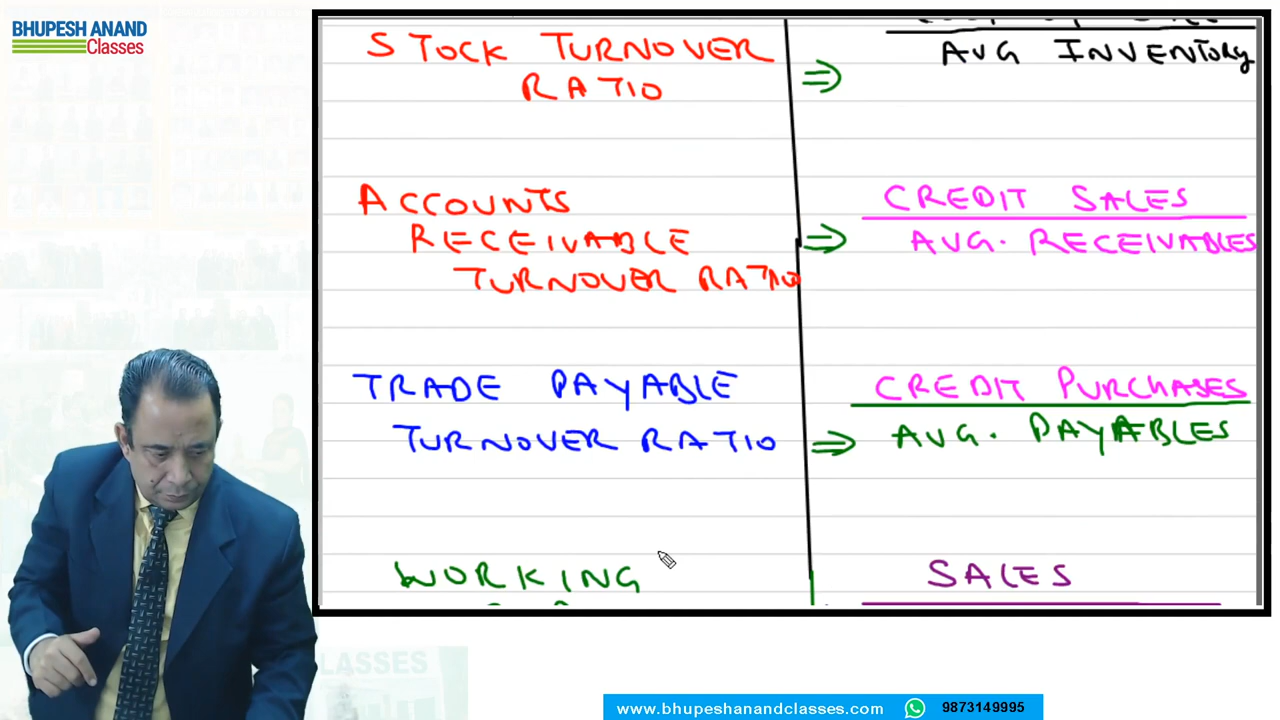 BHUPESH ANAND
Classes
STOCK TURNOVER
RATIO
⇒
AVG INVENTORY
ACCOUNTS
RECEIVABLE
TURNOVER RATIO
⇒
CREDIT SALES
AVG. RECEIVABLES
TRADE PAYABLE
TURNOVER RATIO
⇒
CREDIT PURCHASES
AVG. PAYABLES
WORKING
SALES
CLASSES
www.bhupeshanandclasses.com
9873149995